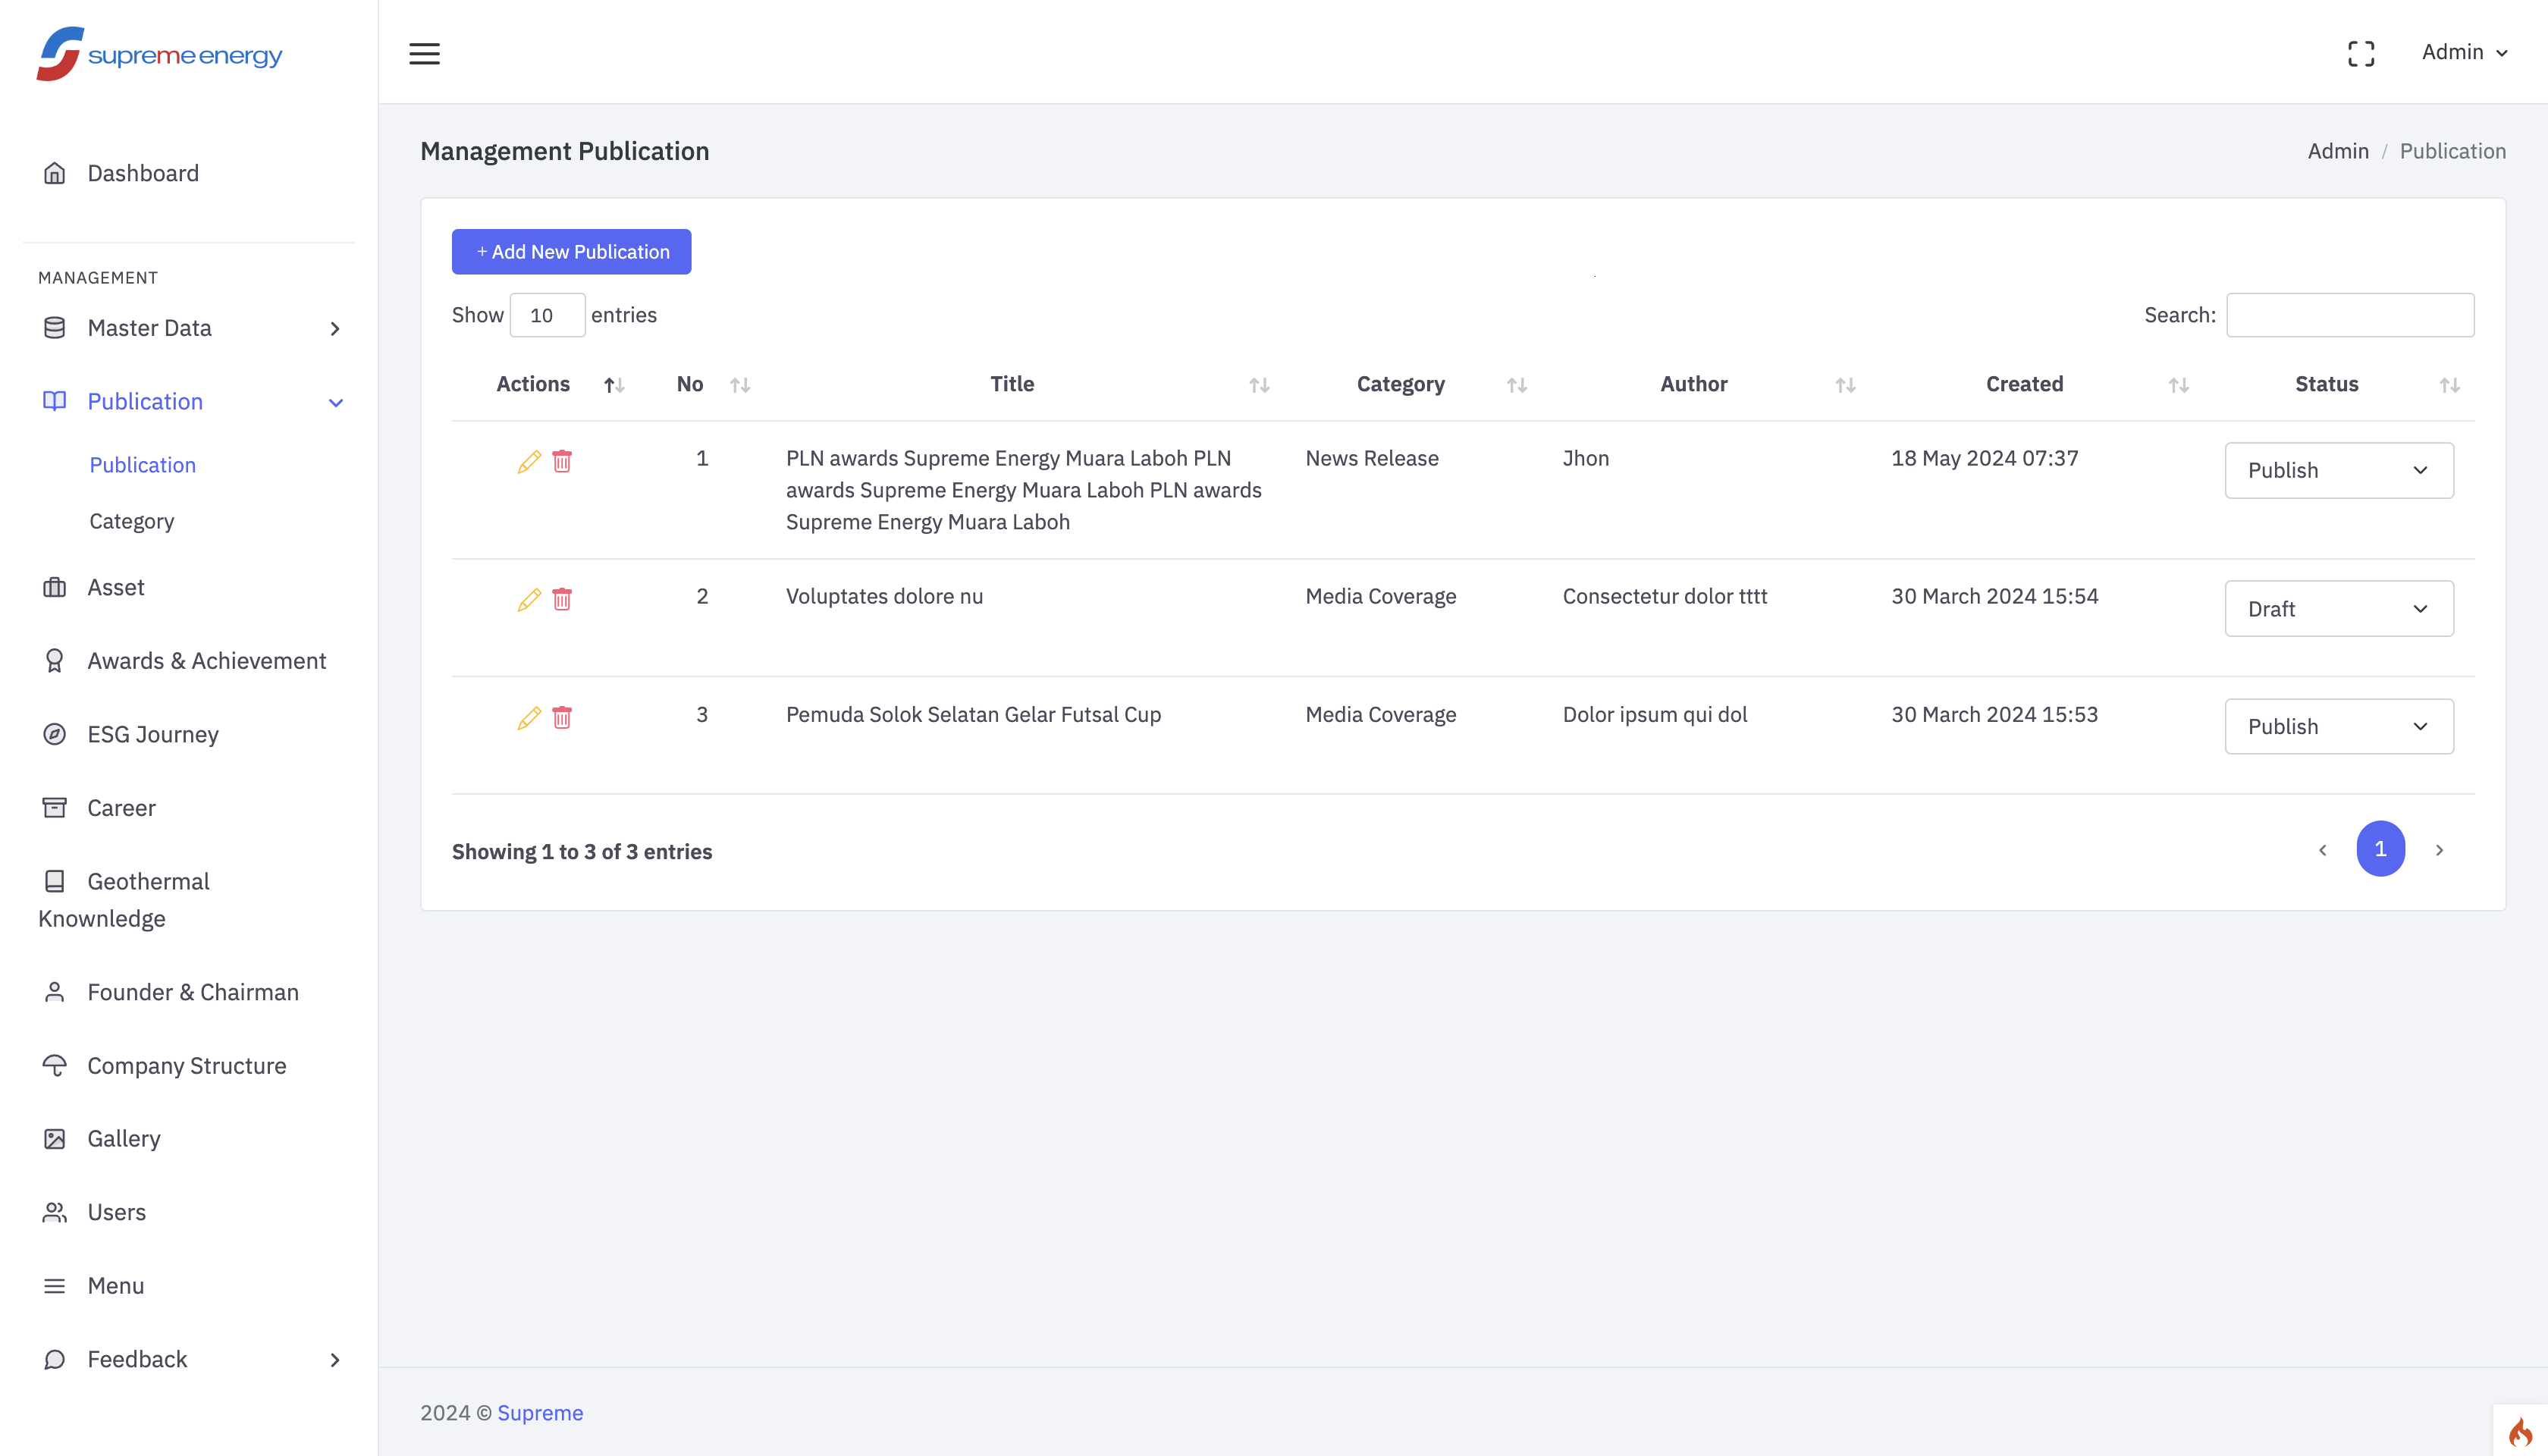 supreme energy
Admin
Dashboard
MANAGEMENT
Master Data
Publication
Publication
Category
Asset
Awards & Achievement
ESG Journey
Career
Geothermal
Knownledge
Founder & Chairman
Company Structure
Gallery
Users
Menu
Feedback
Management Publication
Admin / Publication
+ Add New Publication
Show 10 entries
Search:
Actions No Title Category Author Created Status
1 PLN awards Supreme Energy Muara Laboh PLN News Release Jhon 18 May 2024 07:37 Publish
awards Supreme Energy Muara Laboh PLN awards
Supreme Energy Muara Laboh
2 Voluptates dolore nu Media Coverage Consectetur dolor tttt 30 March 2024 15:54 Draft
3 Pemuda Solok Selatan Gelar Futsal Cup Media Coverage Dolor ipsum qui dol 30 March 2024 15:53 Publish
Showing 1 to 3 of 3 entries
‹ 1 ›
2024 © Supreme